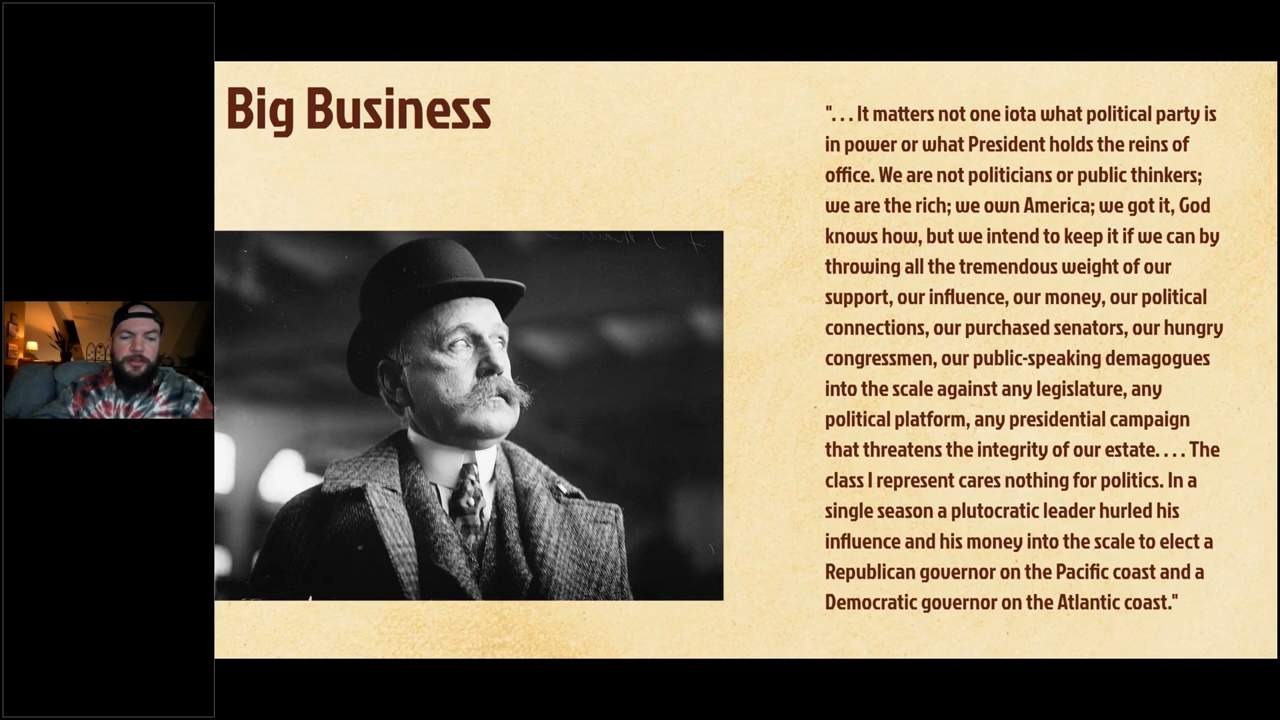 Big Business
". . . It matters not one iota what political party is
in power or what President holds the reins of
office. We are not politicians or public thinkers;
we are the rich; we own America; we got it, God
knows how, but we intend to keep it if we can by
throwing all the tremendous weight of our
support, our influence, our money, our political
connections, our purchased senators, our hungry
congressmen, our public-speaking demagogues
into the scale against any legislature, any
political platform, any presidential campaign
that threatens the integrity of our estate. . . . The
class I represent cares nothing for politics. In a
single season a plutocratic leader hurled his
influence and his money into the scale to elect a
Republican governor on the Pacific coast and a
Democratic governor on the Atlantic coast."